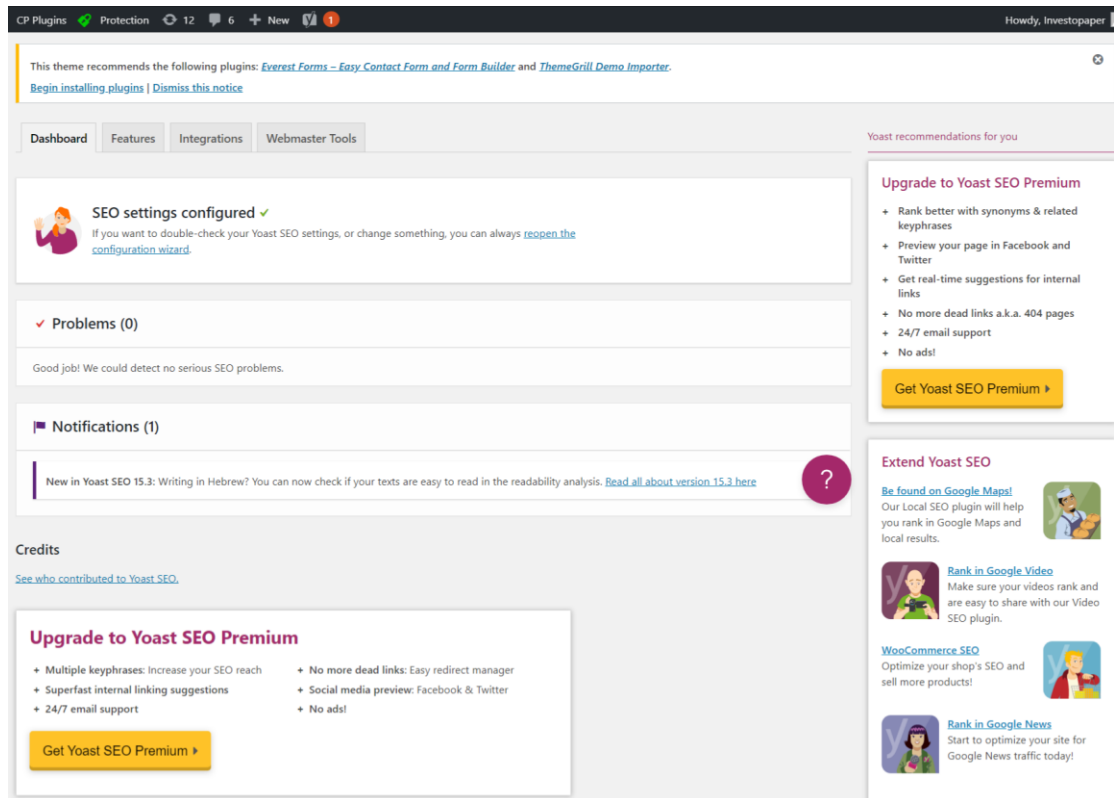 CP Plugins Protection 12 6 New 1 Howdy, Investopaper
This theme recommends the following plugins: Everest Forms – Easy Contact Form and Form Builder and ThemeGrill Demo Importer.
Begin installing plugins | Dismiss this notice
Dashboard Features Integrations Webmaster Tools
SEO settings configured
If you want to double-check your Yoast SEO settings, or change something, you can always reopen the
configuration wizard.
Problems (0)
Good job! We could detect no serious SEO problems.
Notifications (1)
New in Yoast SEO 15.3: Writing in Hebrew? You can now check if your texts are easy to read in the readability analysis. Read all about version 15.3 here
?
Credits
See who contributed to Yoast SEO.
Upgrade to Yoast SEO Premium
+ Multiple keyphrases: Increase your SEO reach
+ Superfast internal linking suggestions
+ 24/7 email support
+ No more dead links: Easy redirect manager
+ Social media preview: Facebook & Twitter
+ No ads!
Get Yoast SEO Premium
Yoast recommendations for you
Upgrade to Yoast SEO Premium
+ Rank better with synonyms & related
keyphrases
+ Preview your page in Facebook and
Twitter
+ Get real-time suggestions for internal
links
+ No more dead links a.k.a. 404 pages
+ 24/7 email support
+ No ads!
Get Yoast SEO Premium
Extend Yoast SEO
Be found on Google Maps!
Our Local SEO plugin will help
you rank in Google Maps and
local results.
Rank in Google Video
Make sure your videos rank and
are easy to share with our Video
SEO plugin.
WooCommerce SEO
Optimize your shop's SEO and
sell more products!
Rank in Google News
Start to optimize your site for
Google News traffic today!